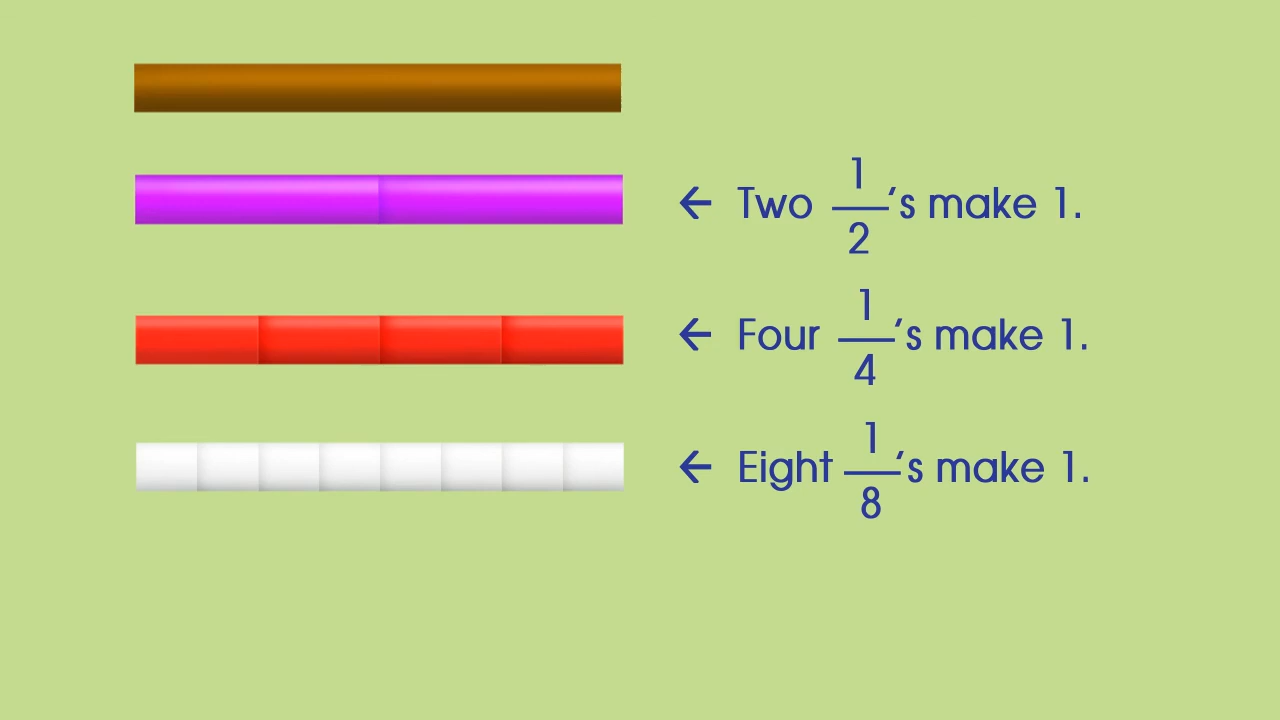 ← Two 1/2's make 1.
← Four 1/4's make 1.
← Eight 1/8's make 1.